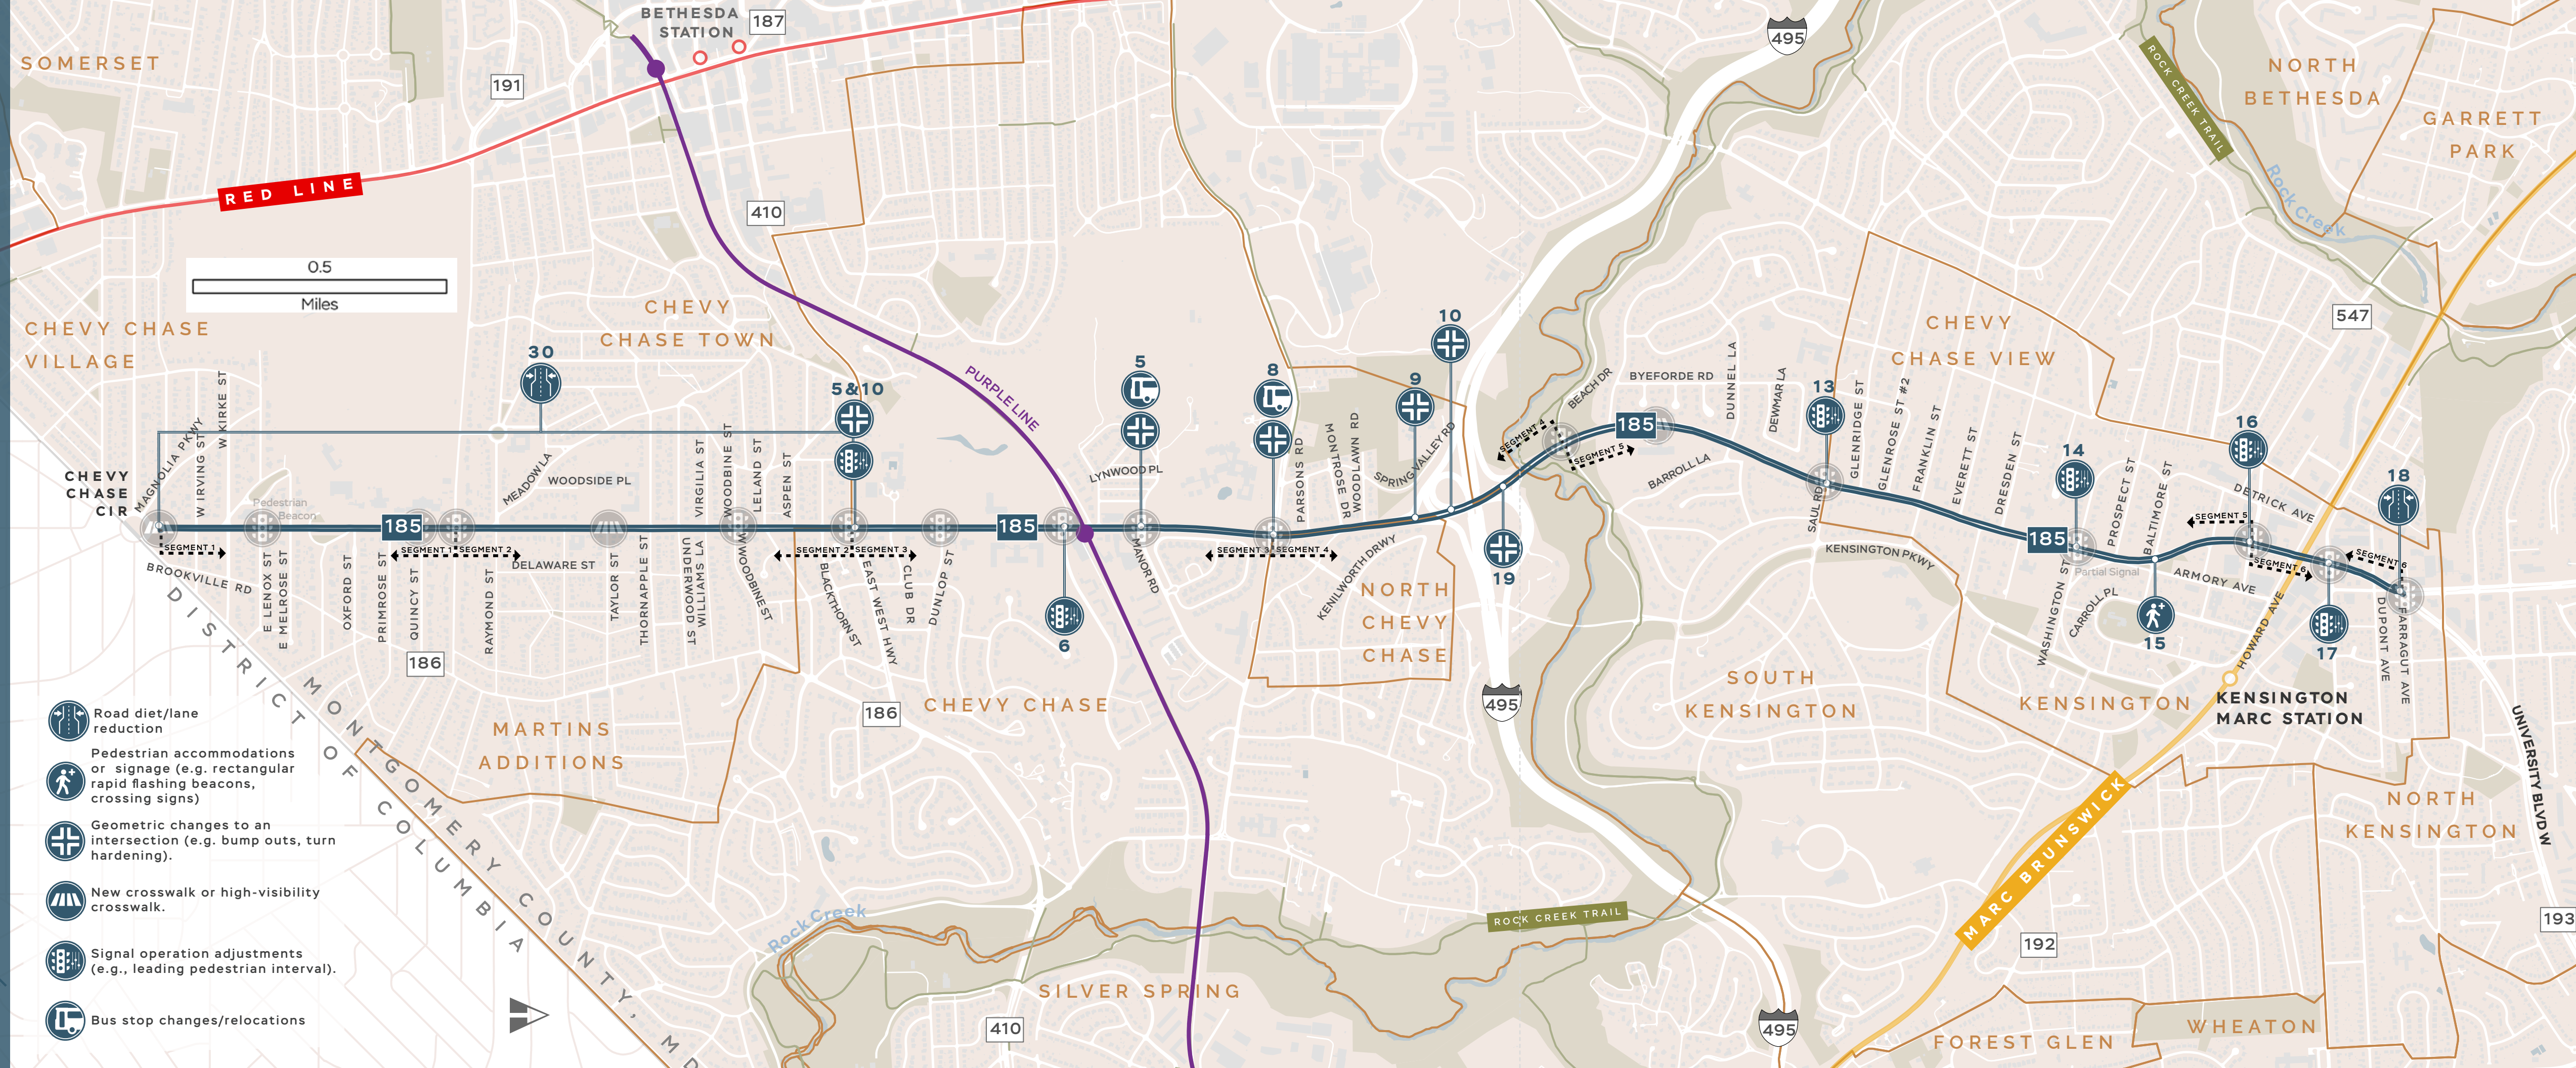 BETHESDA
STATION
187
495
SOMERSET
191
ROCK CREEK TRAIL
NORTH
BETHESDA
GARRETT
PARK
RED LINE
410
Rock Creek
0.5
Miles
CHEVY CHASE
VILLAGE
CHEVY
CHASE TOWN
PURPLE LINE
30
5&10
5
8
9
10
13
14
16
18
CHEVY
CHASE VIEW
547
CHEVY
CHASE
CIR
MAGNOLIA PKWY
W IRVING ST
W KIRKE ST
Pedestrian
Beacon
MEADOW LA
WOODSIDE PL
VIRGILIA ST
WOODBINE ST
LELAND ST
ASPEN ST
LYNWOOD PL
PARSONS RD
MONTROSE DR
WOODLAWN RD
SPRING VALLEY RD
SEGMENT 4
BEACH DR
SEGMENT 5
BYEFORDE RD
BARROLL LA
DUNNEL LA
DEWMAR LA
SAUL RD
GLENRIDGE ST
GLENROSE ST #2
FRANKLIN ST
EVERETT ST
DRESDEN ST
PROSPECT ST
BALTIMORE ST
DETRICK AVE
185
185
185
185
SEGMENT 1
SEGMENT 1
SEGMENT 2
SEGMENT 2
SEGMENT 3
SEGMENT 3
SEGMENT 4
SEGMENT 5
SEGMENT 6
SEGMENT 6
BROOKVILLE RD
E LENOX ST
E MELROSE ST
OXFORD ST
PRIMROSE ST
QUINCY ST
RAYMOND ST
DELAWARE ST
TAYLOR ST
THORNAPPLE ST
UNDERWOOD ST
WILLIAMS LA
WOODBINE ST
BLACKTHORN ST
EAST WEST HWY
CLUB DR
DUNLOP ST
6
MANOR RD
KENILWORTH DRWY
19
KENSINGTON PKWY
WASHINGTON ST
Partial Signal
CARROLL PL
15
ARMORY AVE
HOWARD AVE
17
DUPONT AVE
FARRAGUT AVE
186
NORTH
CHEVY
CHASE
SOUTH
KENSINGTON
KENSINGTON
KENSINGTON
MARC STATION
UNIVERSITY BLVD W
495
186
CHEVY CHASE
MARTINS
ADDITIONS
DISTRICT OF COLUMBIA
MONTGOMERY COUNTY, MD
NORTH
KENSINGTON
MARC BRUNSWICK
Rock Creek
ROCK CREEK TRAIL
192
193
SILVER SPRING
410
495
FOREST GLEN
WHEATON
Road diet/lane
reduction
Pedestrian accommodations
or signage (e.g. rectangular
rapid flashing beacons,
crossing signs)
Geometric changes to an
intersection (e.g. bump outs, turn
hardening).
New crosswalk or high-visibility
crosswalk.
Signal operation adjustments
(e.g., leading pedestrian interval).
Bus stop changes/relocations